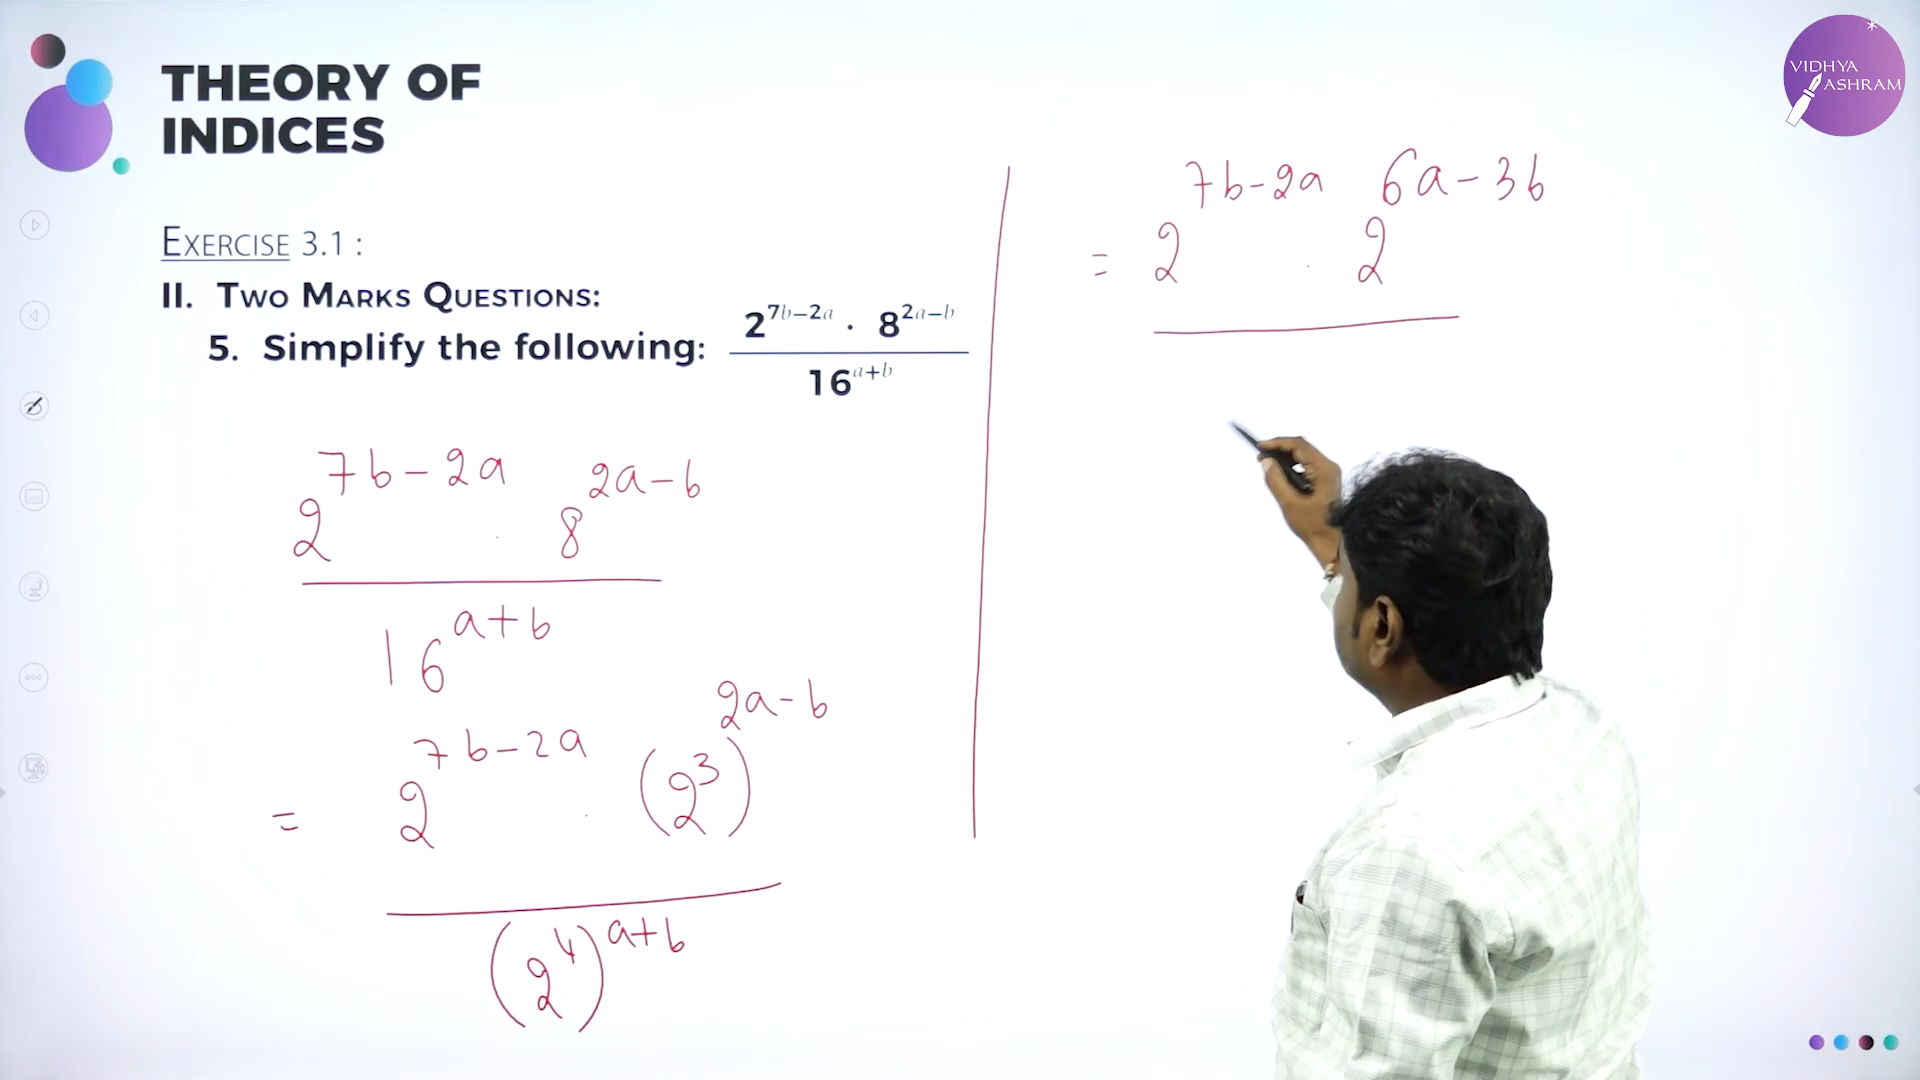 THEORY OF
INDICES
VIDHYA
ASHRAM
EXERCISE 3.1 :
II. TWO MARKS QUESTIONS:
5. Simplify the following: 2^{7b–2a} · 8^{2a–b} / 16^{a+b}
2^{7b-2a} · 8^{2a-b}
16^{a+b}
= 2^{7b-2a} · (2^3)^{2a-b}
(2^4)^{a+b}
= 2^{7b-2a} · 2^{6a-3b}